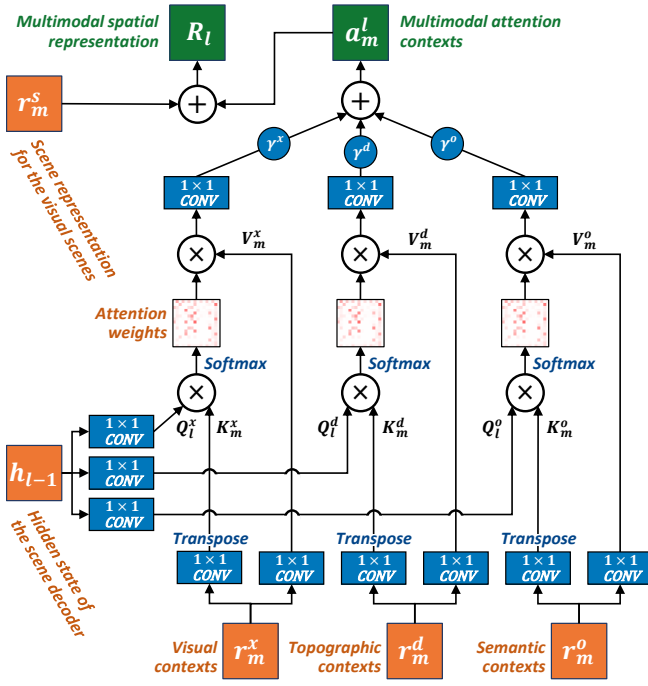 Multimodal spatial
representation
R_l
a_m^l
Multimodal attention
contexts
r_m^s
Scene representation
for the visual scenes
γ^x
γ^d
γ^o
1 × 1
CONV
1 × 1
CONV
1 × 1
CONV
V_m^x
V_m^d
V_m^o
Attention
weights
Softmax
Softmax
Softmax
Q_l^x
K_m^x
Q_l^d
K_m^d
Q_l^o
K_m^o
1 × 1
CONV
1 × 1
CONV
1 × 1
CONV
h_{l−1}
Hidden state of
the scene decoder
Transpose
Transpose
Transpose
1 × 1
CONV
1 × 1
CONV
1 × 1
CONV
1 × 1
CONV
1 × 1
CONV
1 × 1
CONV
Visual
contexts
r_m^x
Topographic
contexts
r_m^d
Semantic
contexts
r_m^o